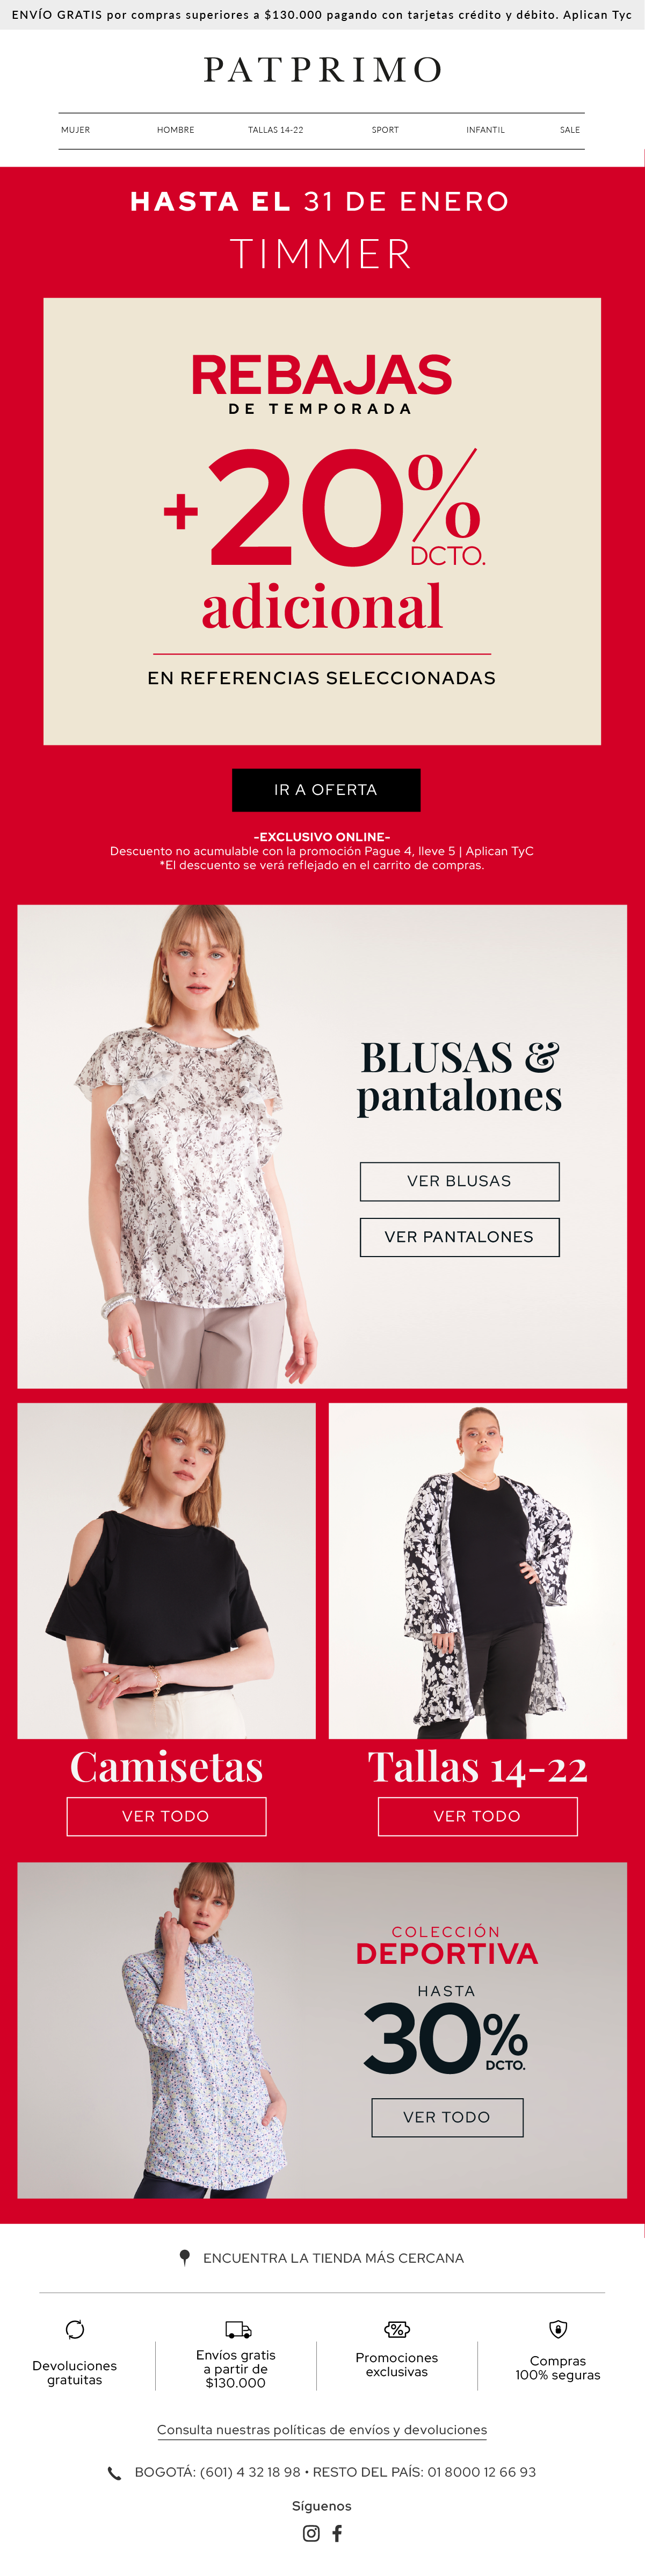 ENVÍO GRATIS por compras superiores a $130.000 pagando con tarjetas crédito y débito. Aplican Tyc
PATPRIMO
MUJER HOMBRE TALLAS 14-22 SPORT INFANTIL SALE
HASTA EL 31 DE ENERO
TIMMER
REBAJAS
DE TEMPORADA
+20%
DCTO.
adicional
EN REFERENCIAS SELECCIONADAS
IR A OFERTA
-EXCLUSIVO ONLINE-
Descuento no acumulable con la promoción Pague 4, lleve 5 | Aplican TyC
*El descuento se verá reflejado en el carrito de compras.
BLUSAS &
pantalones
VER BLUSAS
VER PANTALONES
Camisetas
VER TODO
Tallas 14-22
VER TODO
COLECCIÓN
DEPORTIVA
HASTA
30%
DCTO.
VER TODO
ENCUENTRA LA TIENDA MÁS CERCANA
Devoluciones
gratuitas
Envíos gratis
a partir de
$130.000
Promociones
exclusivas
Compras
100% seguras
Consulta nuestras políticas de envíos y devoluciones
BOGOTÁ: (601) 4 32 18 98 • RESTO DEL PAÍS: 01 8000 12 66 93
Síguenos